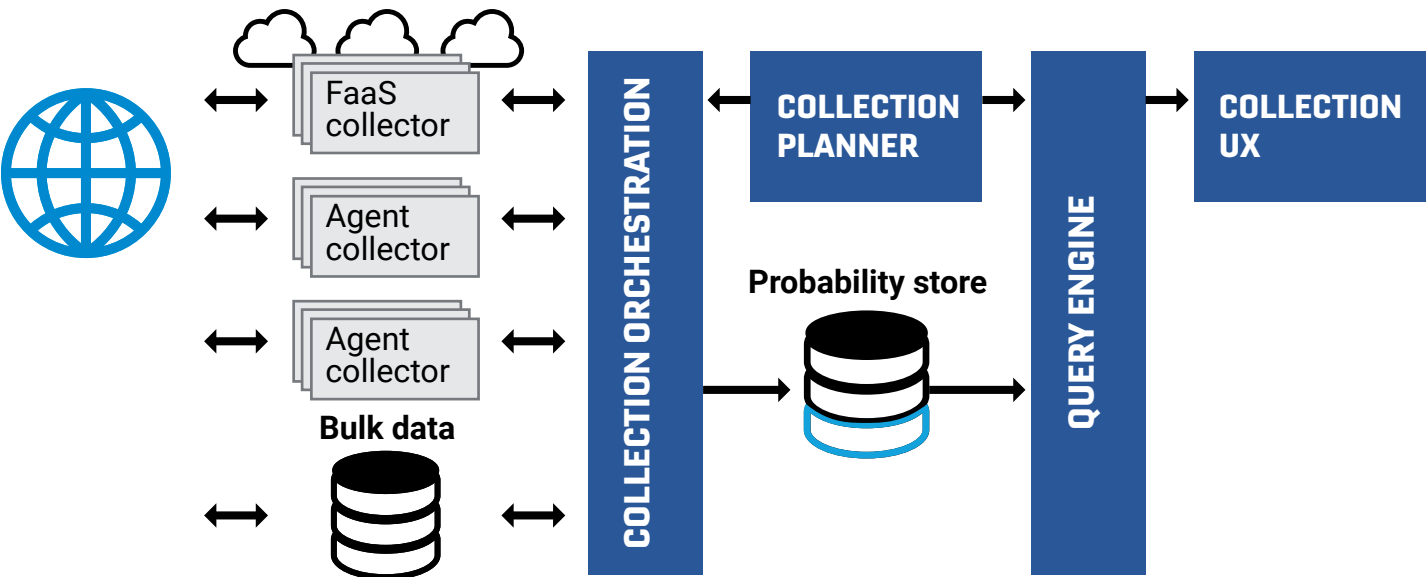 FaaS
collector
Agent
collector
Agent
collector
Bulk data
COLLECTION ORCHESTRATION
COLLECTION
PLANNER
Probability store
QUERY ENGINE
COLLECTION
UX